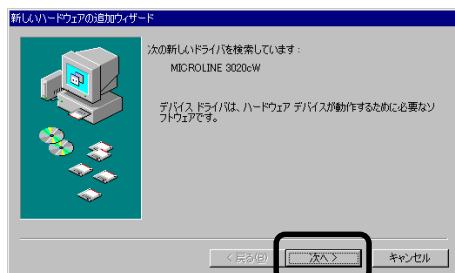 新しいハードウェアの追加ウィザード
次の新しいドライバを検索しています：
MICROLINE 3020cW
デバイス ドライバは、ハードウェア デバイスが動作するために必要なソ
フトウェアです。
< 戻る(B)
次へ >
キャンセル